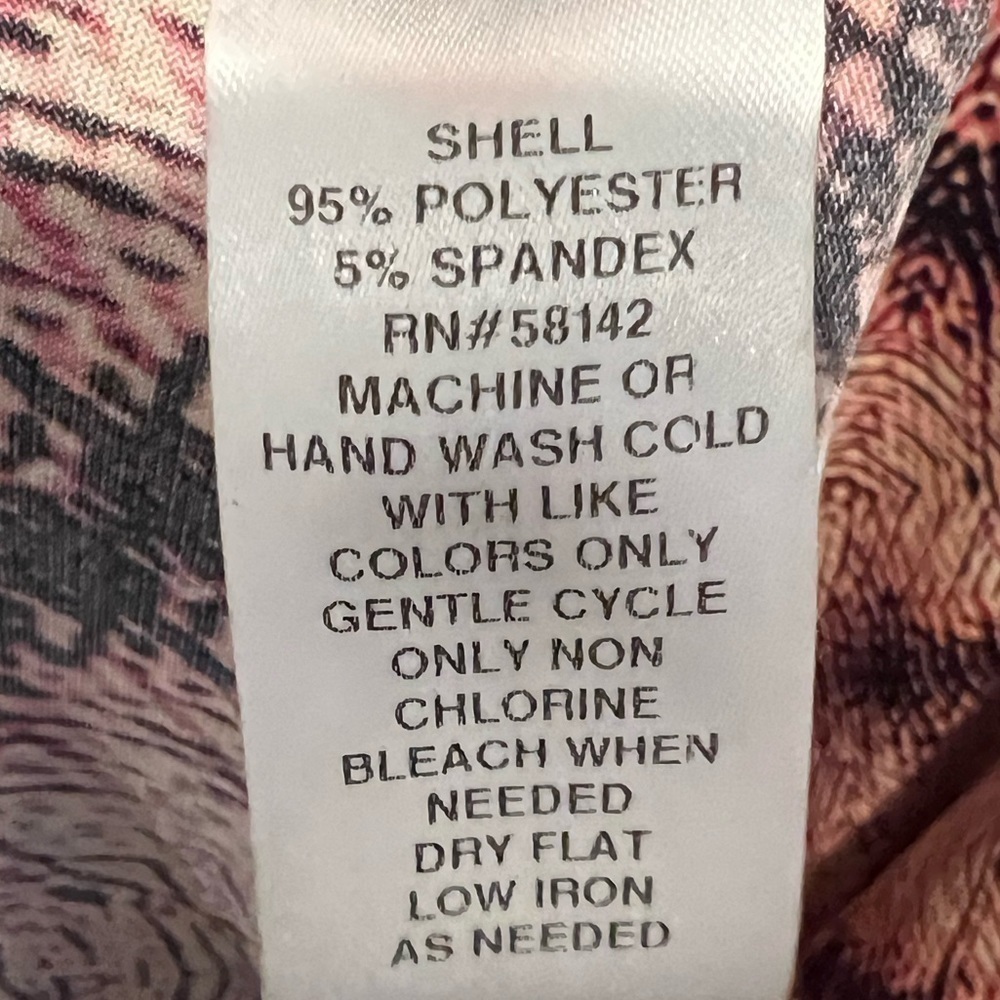 SHELL
95% POLYESTER
5% SPANDEX
RN#58142
MACHINE OR
HAND WASH COLD
WITH LIKE
COLORS ONLY
GENTLE CYCLE
ONLY NON
CHLORINE
BLEACH WHEN
NEEDED
DRY FLAT
LOW IRON
AS NEEDED